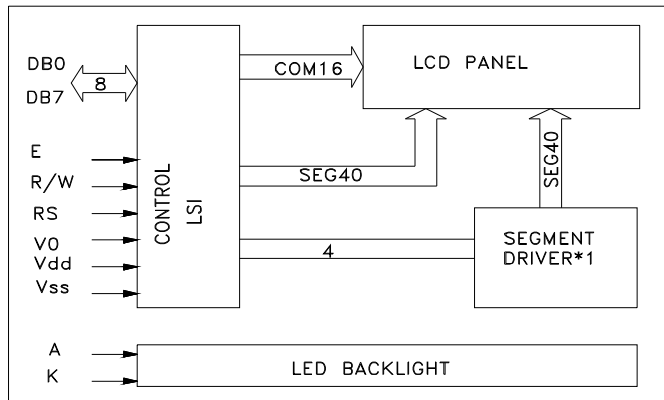 DB0
DB7
8
E
R/W
RS
V0
Vdd
Vss
CONTROL
LSI
COM16
LCD PANEL
SEG40
SEG40
4
SEGMENT
DRIVER*1
A
K
LED BACKLIGHT